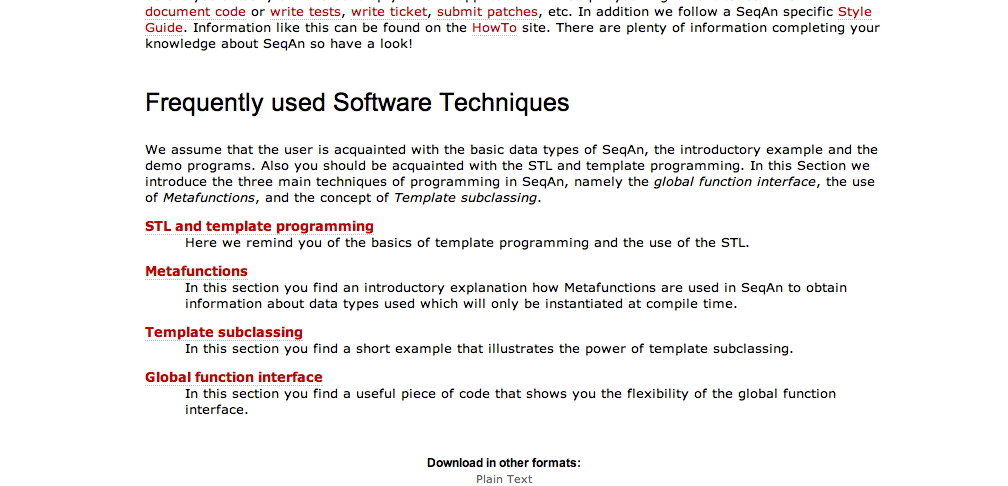 document code or write tests, write ticket, submit patches, etc. In addition we follow a SeqAn specific Style
Guide. Information like this can be found on the HowTo site. There are plenty of information completing your
knowledge about SeqAn so have a look!
Frequently used Software Techniques
We assume that the user is acquainted with the basic data types of SeqAn, the introductory example and the
demo programs. Also you should be acquainted with the STL and template programming. In this Section we
introduce the three main techniques of programming in SeqAn, namely the global function interface, the use
of Metafunctions, and the concept of Template subclassing.
STL and template programming
Here we remind you of the basics of template programming and the use of the STL.
Metafunctions
In this section you find an introductory explanation how Metafunctions are used in SeqAn to obtain
information about data types used which will only be instantiated at compile time.
Template subclassing
In this section you find a short example that illustrates the power of template subclassing.
Global function interface
In this section you find a useful piece of code that shows you the flexibility of the global function
interface.
Download in other formats:
Plain Text